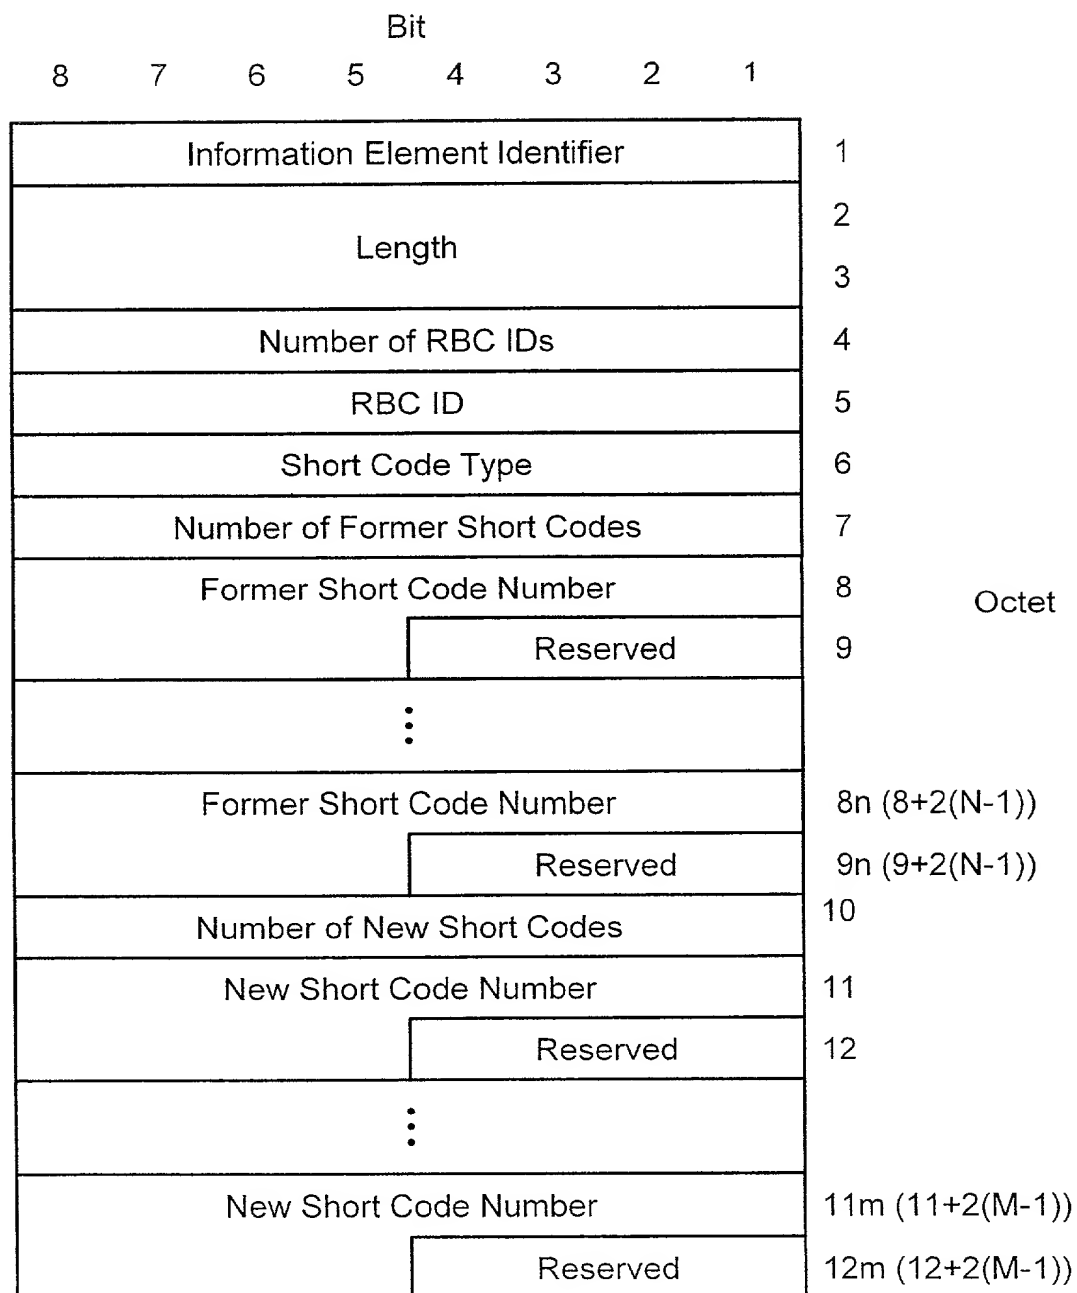 Bit
8 7 6 5 4 3 2 1
Information Element Identifier 1
2
Length
3
Number of RBC IDs 4
RBC ID 5
Short Code Type 6
Number of Former Short Codes 7
Former Short Code Number 8
Octet
Reserved 9
Former Short Code Number 8n (8+2(N-1))
Reserved 9n (9+2(N-1))
Number of New Short Codes 10
New Short Code Number 11
Reserved 12
New Short Code Number 11m (11+2(M-1))
Reserved 12m (12+2(M-1))